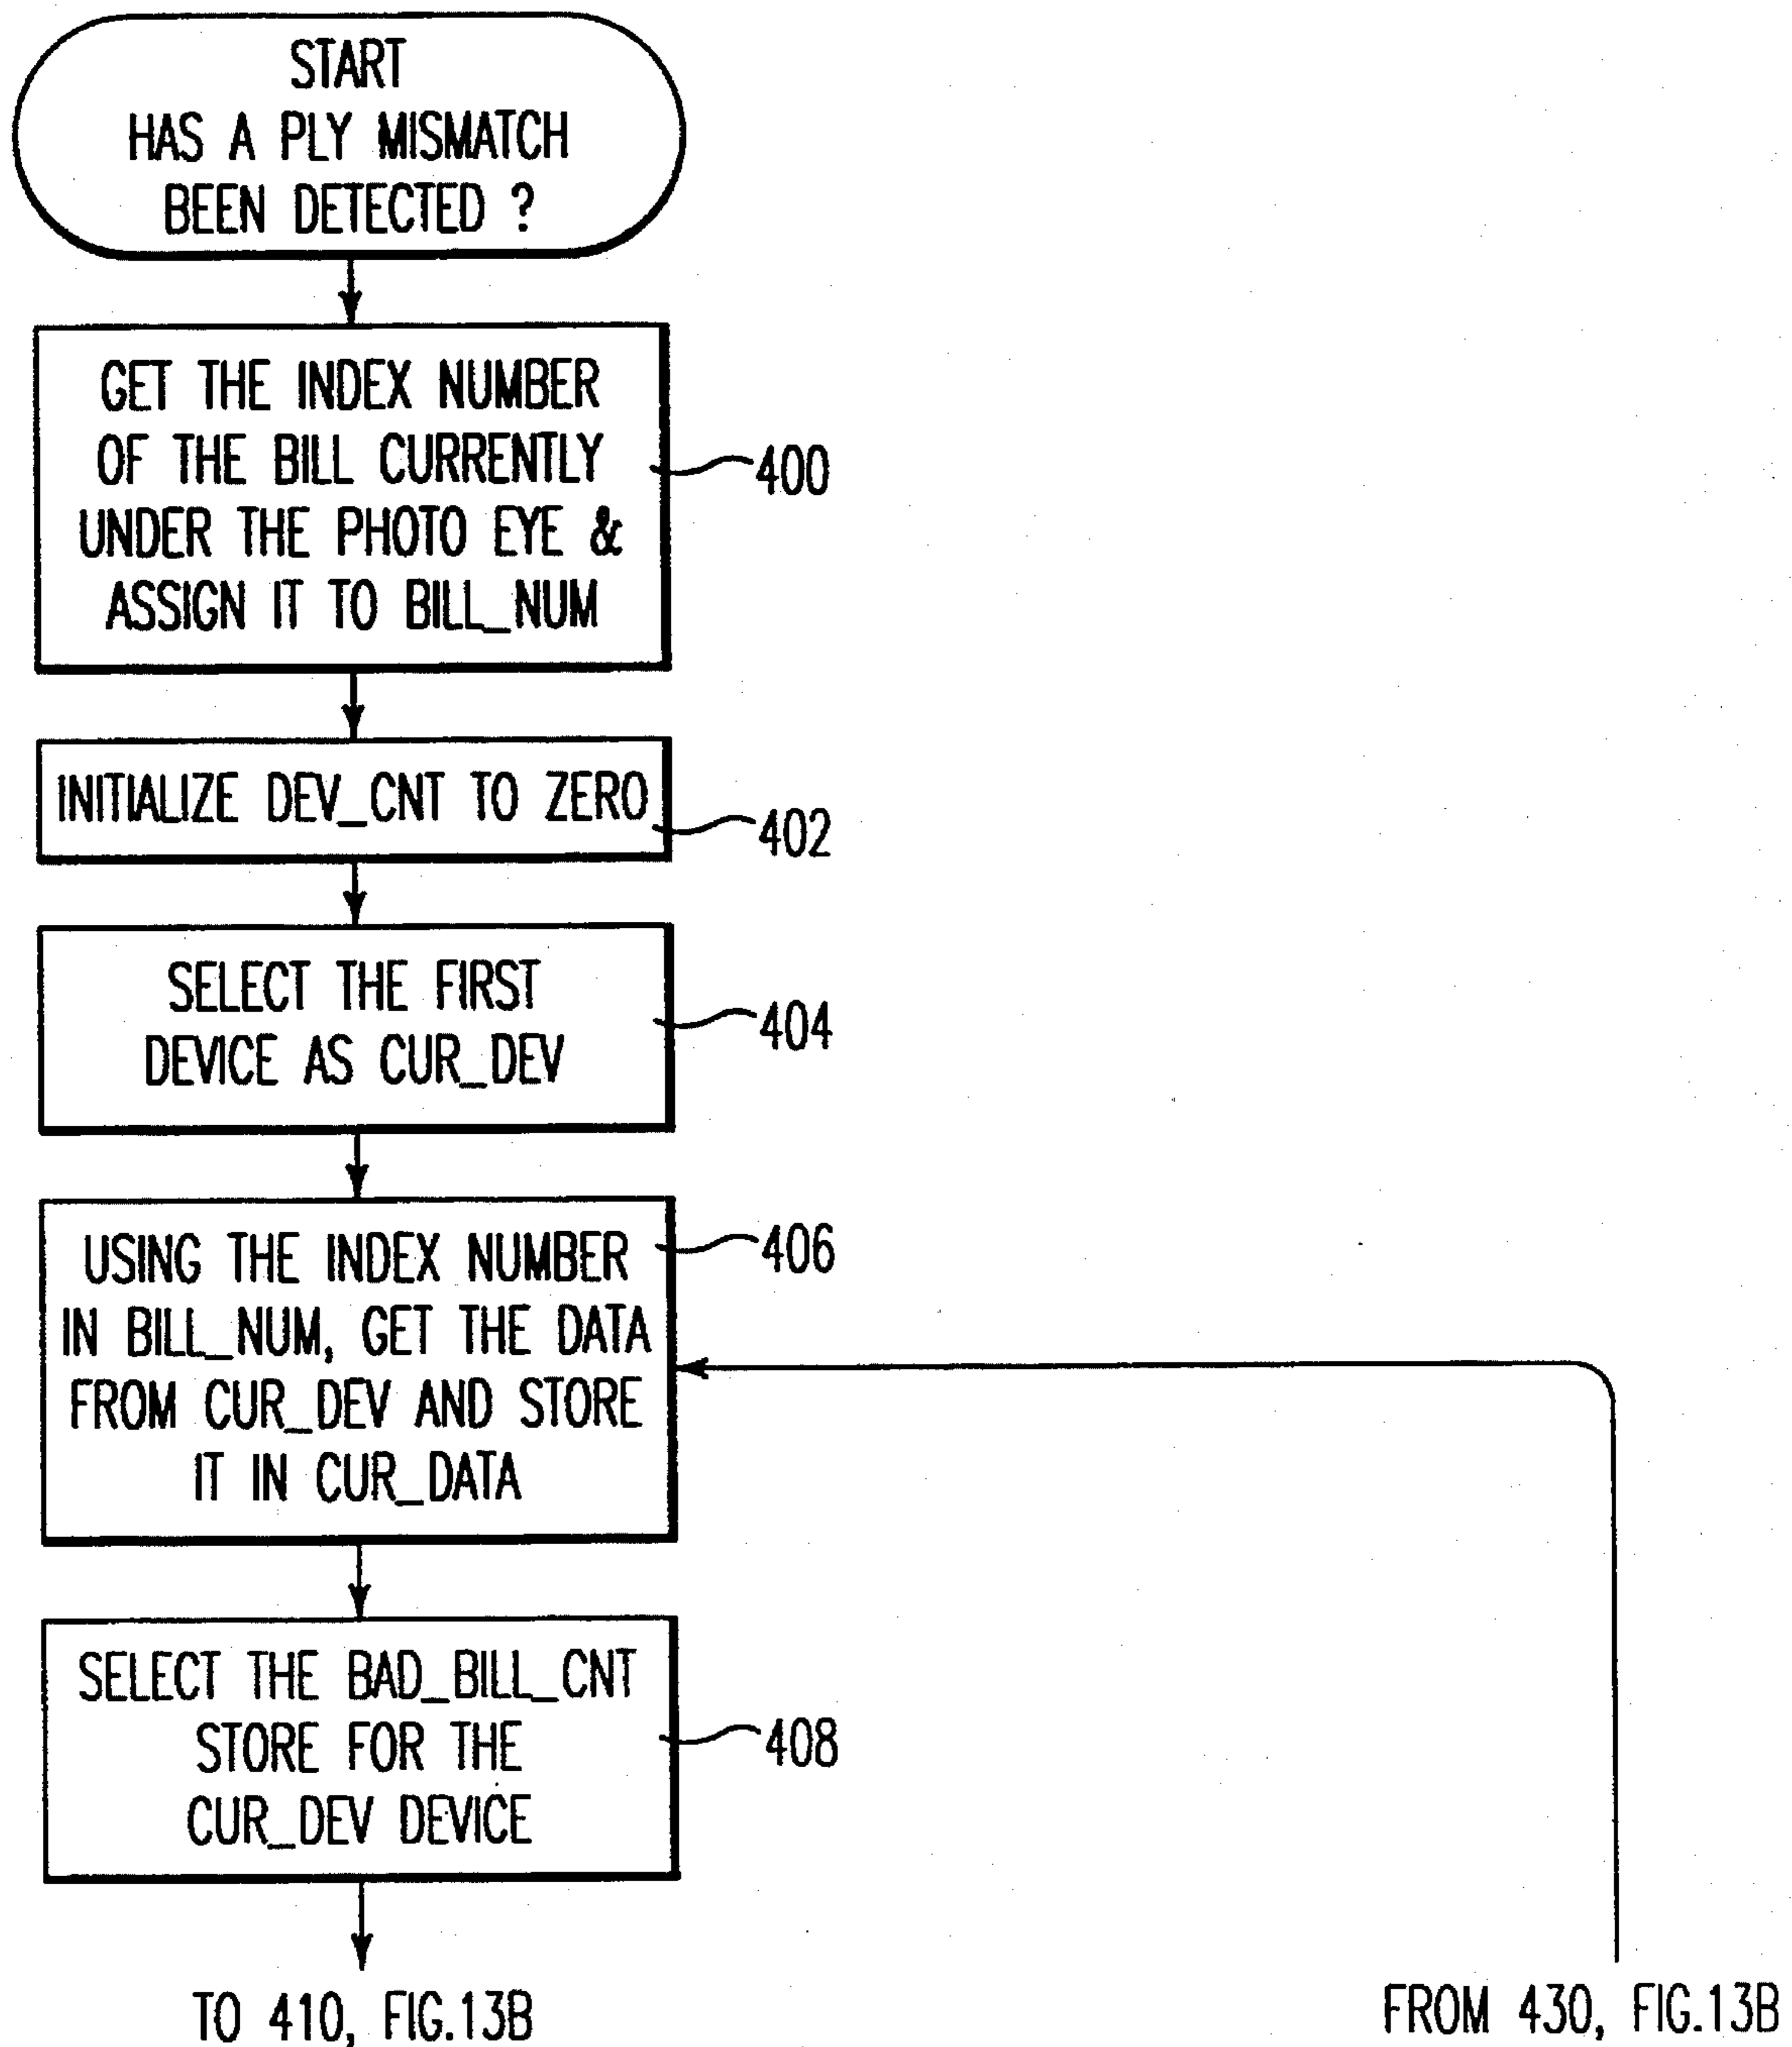 START
HAS A PLY MISMATCH
BEEN DETECTED ?
GET THE INDEX NUMBER
OF THE BILL CURRENTLY
UNDER THE PHOTO EYE &
ASSIGN IT TO BILL_NUM
400
INITIALIZE DEV_CNT TO ZERO
402
SELECT THE FIRST
DEVICE AS CUR_DEV
404
USING THE INDEX NUMBER
IN BILL_NUM, GET THE DATA
FROM CUR_DEV AND STORE
IT IN CUR_DATA
406
SELECT THE BAD_BILL_CNT
STORE FOR THE
CUR_DEV DEVICE
408
TO 410, FIG.13B
FROM 430, FIG.13B